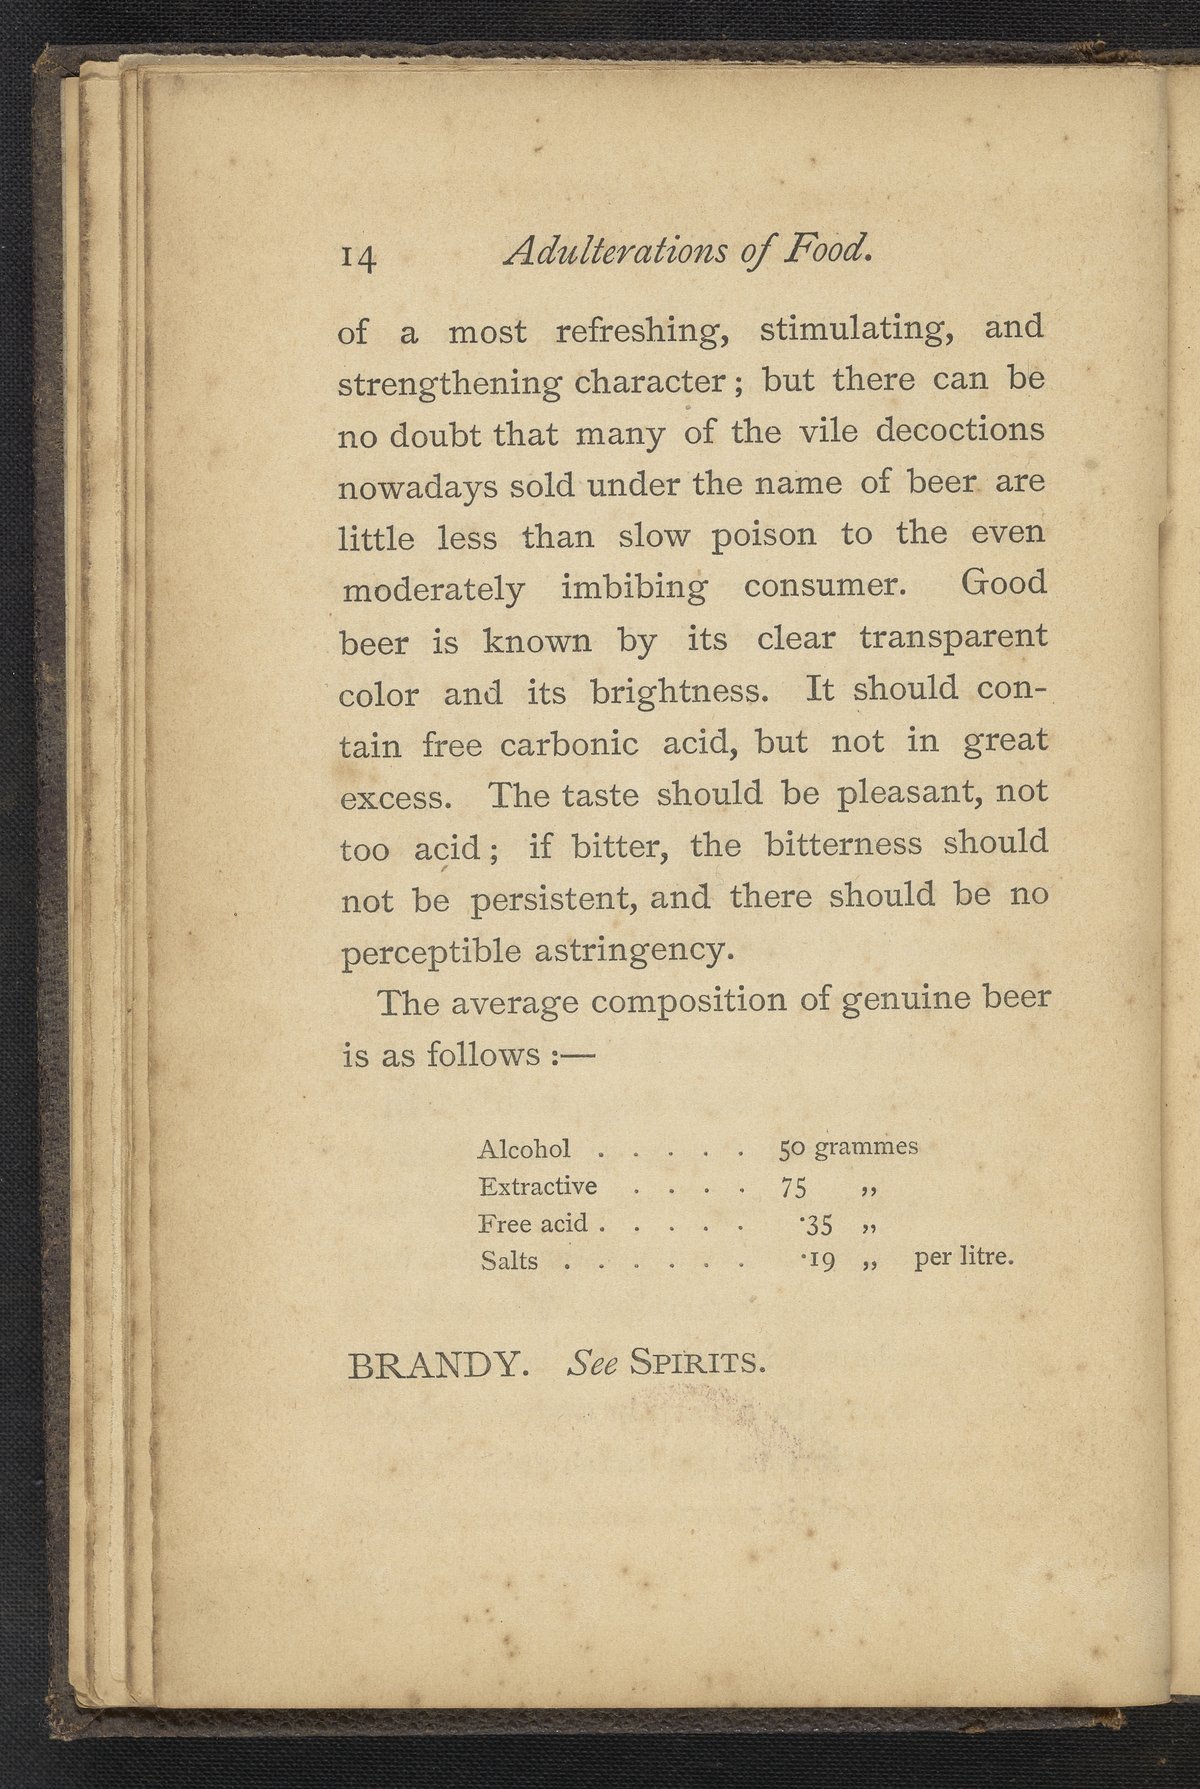 14 Adulterations of Food.
of a most refreshing, stimulating, and
strengthening character; but there can be
no doubt that many of the vile decoctions
nowadays sold under the name of beer are
little less than slow poison to the even
moderately imbibing consumer. Good
beer is known by its clear transparent
color and its brightness. It should con-
tain free carbonic acid, but not in great
excess. The taste should be pleasant, not
too acid; if bitter, the bitterness should
not be persistent, and there should be no
perceptible astringency.
The average composition of genuine beer
is as follows:—
Alcohol . . . . . 50 grammes
Extractive . . . . 75 „
Free acid . . . . . ·35 „
Salts . . . . . . ·19 „ per litre.
BRANDY. See SPIRITS.